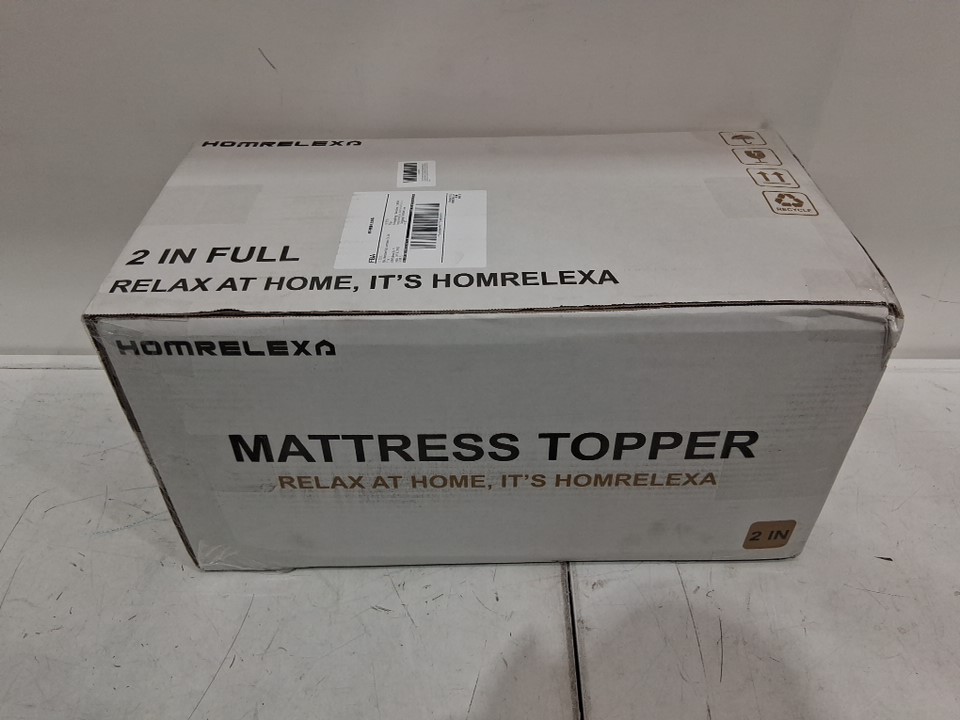 HOMRELEXA
RECYCLE
FBA
2 IN FULL
RELAX AT HOME, IT'S HOMRELEXA
HOMRELEXA
MATTRESS TOPPER
RELAX AT HOME, IT'S HOMRELEXA
2 IN